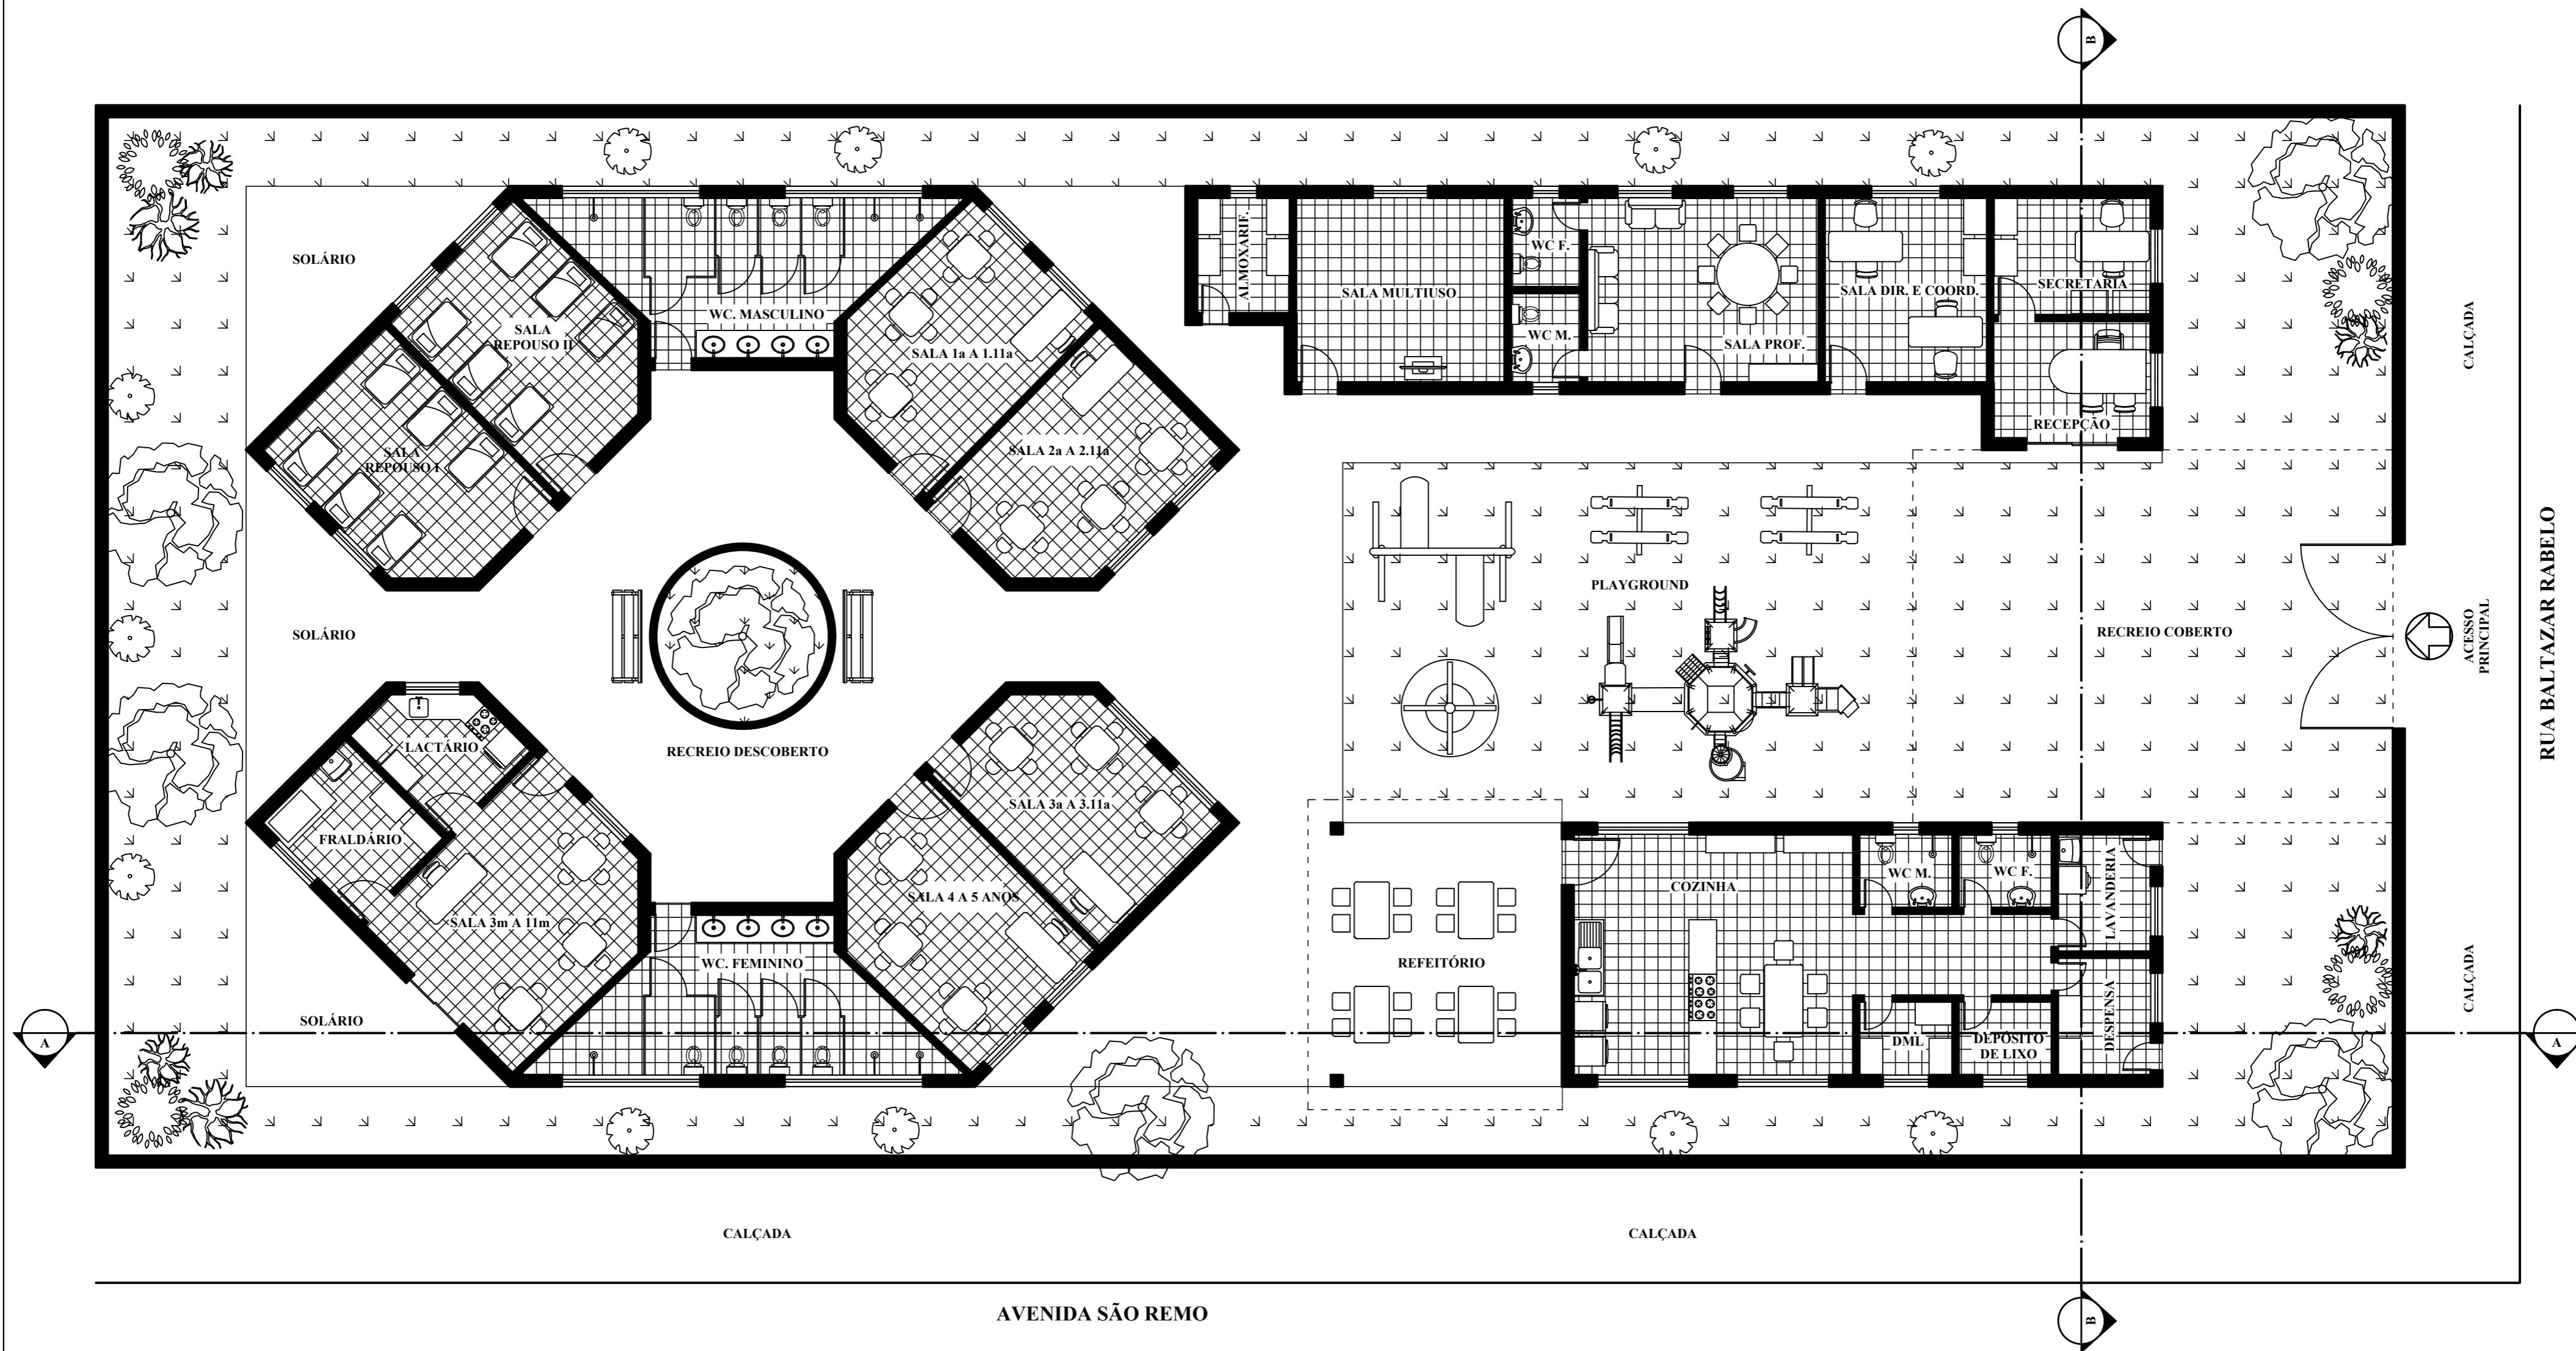 B
SOLÁRIO
SALA
REPOUSO II
WC. MASCULINO
SALA 1a A 1.11a
SALA
REPOUSO I
SALA 2a A 2.11a
ALMOXARIF.
SALA MULTIUSO
WC F.
WC M.
SALA PROF.
SALA DIR. E COORD.
SECRETARIA
RECEPÇÃO
CALÇADA
SOLÁRIO
RECREIO DESCOBERTO
PLAYGROUND
RECREIO COBERTO
ACESSO
PRINCIPAL
RUA BALTAZAR RABELO
LACTÁRIO
FRALDÁRIO
SALA 3m A 11m
SOLÁRIO
WC. FEMININO
SALA 3a A 3.11a
SALA 4 A 5 ANOS
REFEITÓRIO
COZINHA
WC M.
WC F.
LAVANDERIA
DML
DEPÓSITO
DE LIXO
DESPENSA
CALÇADA
A
A
CALÇADA
CALÇADA
AVENIDA SÃO REMO
B